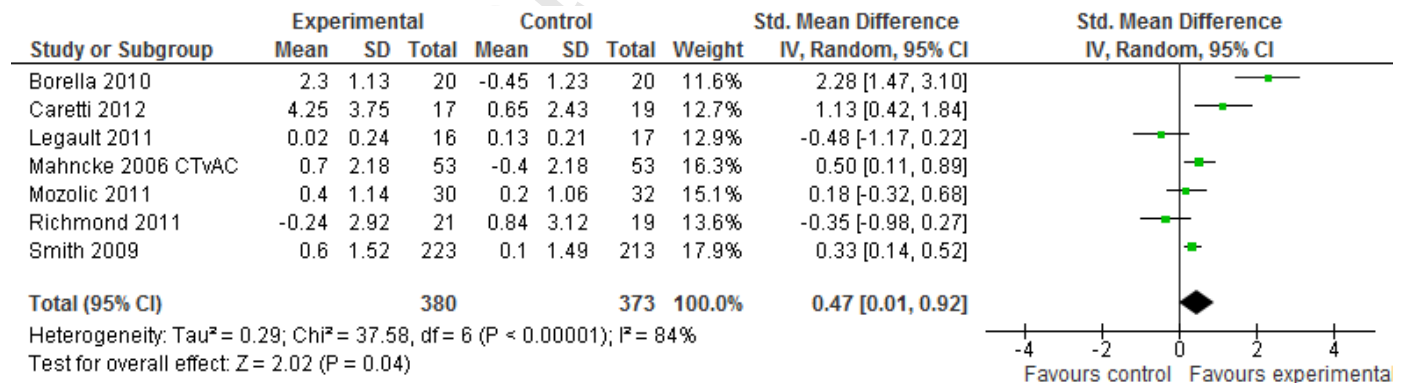 Experimental Control Std. Mean Difference Std. Mean Difference
Study or Subgroup Mean SD Total Mean SD Total Weight IV, Random, 95% CI IV, Random, 95% CI
Borella 2010 2.3 1.13 20 -0.45 1.23 20 11.6% 2.28 [1.47, 3.10]
Caretti 2012 4.25 3.75 17 0.65 2.43 19 12.7% 1.13 [0.42, 1.84]
Legault 2011 0.02 0.24 16 0.13 0.21 17 12.9% -0.48 [-1.17, 0.22]
Mahncke 2006 CTvAC 0.7 2.18 53 -0.4 2.18 53 16.3% 0.50 [0.11, 0.89]
Mozolic 2011 0.4 1.14 30 0.2 1.06 32 15.1% 0.18 [-0.32, 0.68]
Richmond 2011 -0.24 2.92 21 0.84 3.12 19 13.6% -0.35 [-0.98, 0.27]
Smith 2009 0.6 1.52 223 0.1 1.49 213 17.9% 0.33 [0.14, 0.52]
Total (95% CI) 380 373 100.0% 0.47 [0.01, 0.92]
Heterogeneity: Tau² = 0.29; Chi² = 37.58, df = 6 (P < 0.00001); I² = 84%
Test for overall effect: Z = 2.02 (P = 0.04)
-4 -2 0 2 4
Favours control Favours experimental